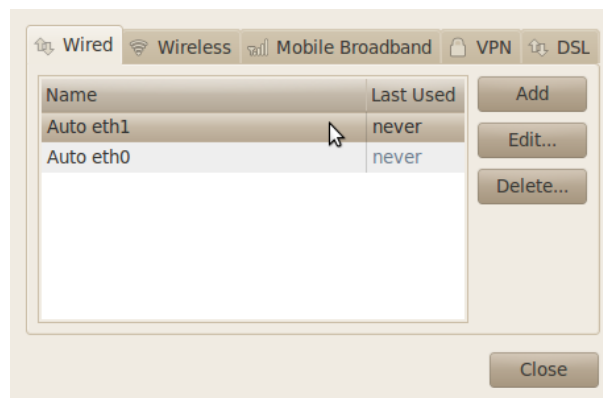 Wired Wireless Mobile Broadband VPN DSL
Name Last Used Add
Auto eth1 never
Edit...
Auto eth0 never
Delete...
Close